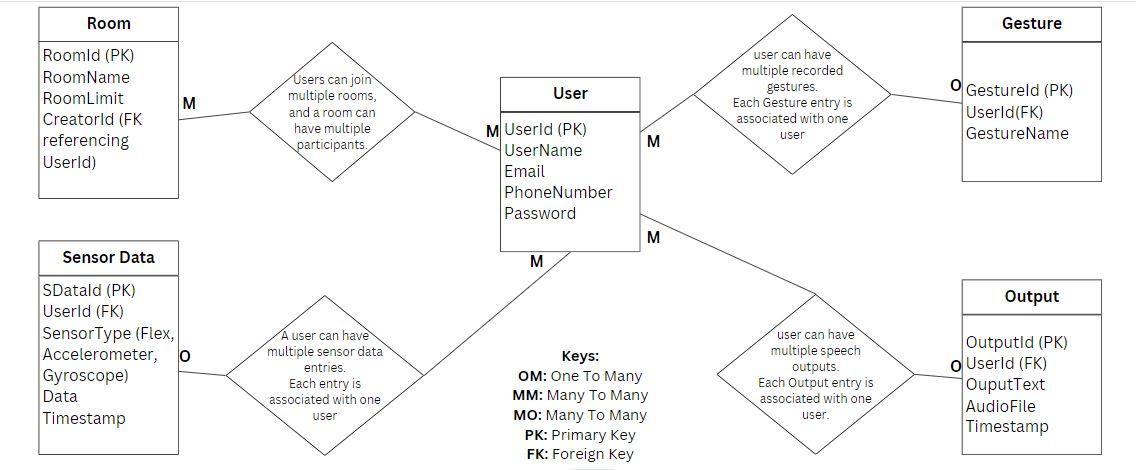 Room
RoomId (PK)
RoomName
RoomLimit
CreatorId (FK
referencing
UserId)
M
Users can join
multiple rooms,
and a room can
have multiple
participants.
M
User
UserId (PK)
UserName
Email
PhoneNumber
Password
M
user can have
multiple recorded
gestures.
Each Gesture entry is
associated with one
user
O
Gesture
GestureId (PK)
UserId(FK)
GestureName
Sensor Data
SDataId (PK)
UserId (FK)
SensorType (Flex,
Accelerometer,
Gyroscope)
Data
Timestamp
O
A user can have
multiple sensor data
entries.
Each entry is
associated with one
user
M
Keys:
OM: One To Many
MM: Many To Many
MO: Many To Many
PK: Primary Key
FK: Foreign Key
M
user can have
multiple speech
outputs.
Each Output entry is
associated with one
user.
O
Output
OutputId (PK)
UserId (FK)
OuputText
AudioFile
Timestamp